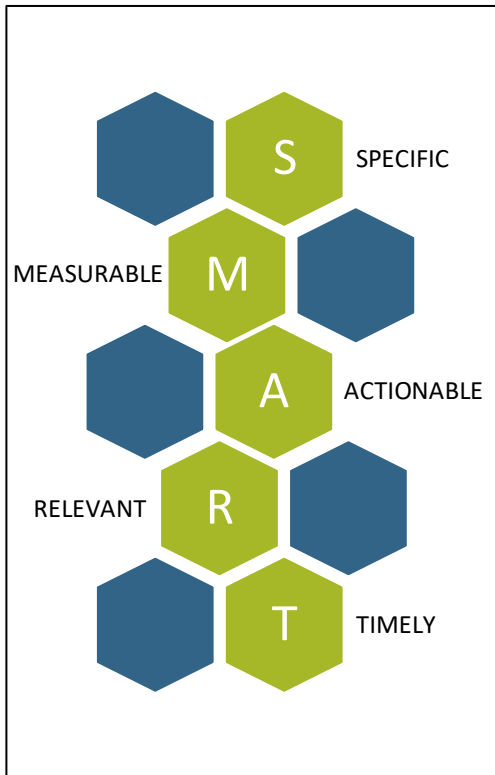 S SPECIFIC
MEASURABLE M
A ACTIONABLE
RELEVANT R
T TIMELY